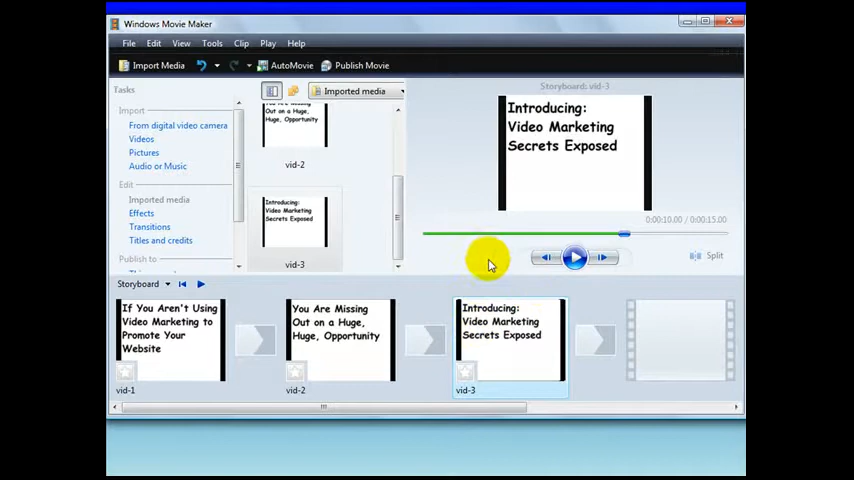 Windows Movie Maker
File Edit View Tools Clip Play Help
Import Media AutoMovie Publish Movie
Tasks
Import
From digital video camera
Videos
Pictures
Audio or Music
Edit
Imported media
Effects
Transitions
Titles and credits
Publish to
Imported media
You Are Missing
Out on a Huge,
Huge, Opportunity
vid-2
Introducing:
Video Marketing
Secrets Exposed
vid-3
Storyboard: vid-3
Introducing:
Video Marketing
Secrets Exposed
0:00:10.00 / 0:00:15.00
Split
Storyboard
If You Aren't Using
Video Marketing to
Promote Your
Website
vid-1
You Are Missing
Out on a Huge,
Huge, Opportunity
vid-2
Introducing:
Video Marketing
Secrets Exposed
vid-3